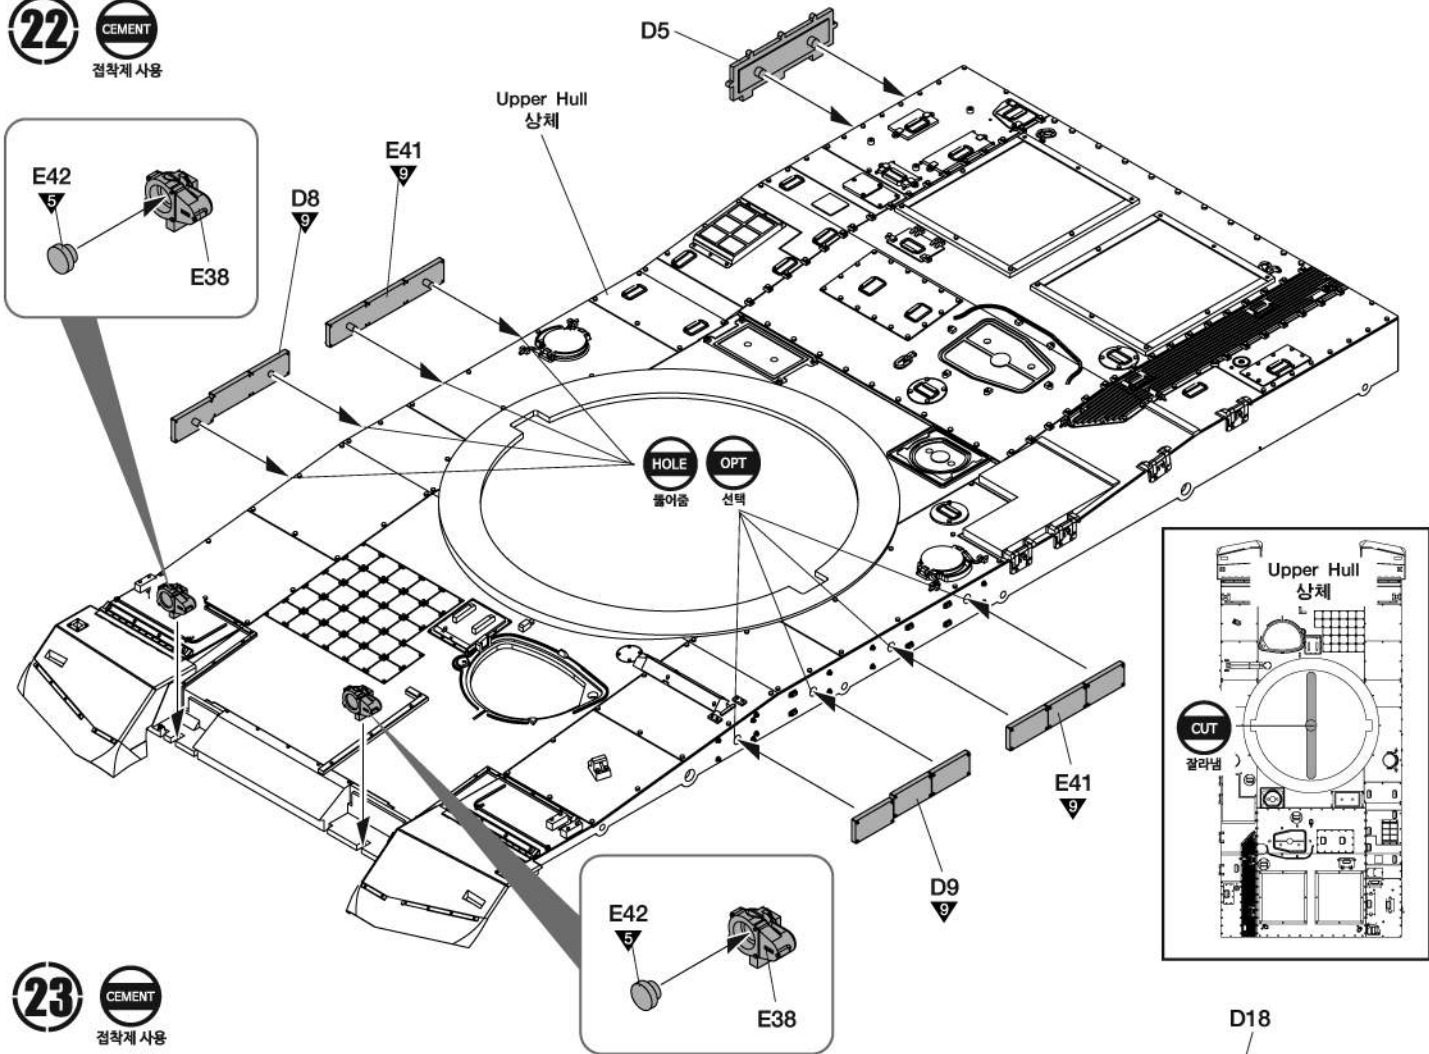 22
CEMENT
접착제 사용
D5
Upper Hull
상체
E42
5
E38
E41
9
D8
9
HOLE
뚫어줌
OPT
선택
Upper Hull
상체
CUT
잘라냄
E41
9
D9
9
E42
5
E38
23
CEMENT
접착제 사용
D18